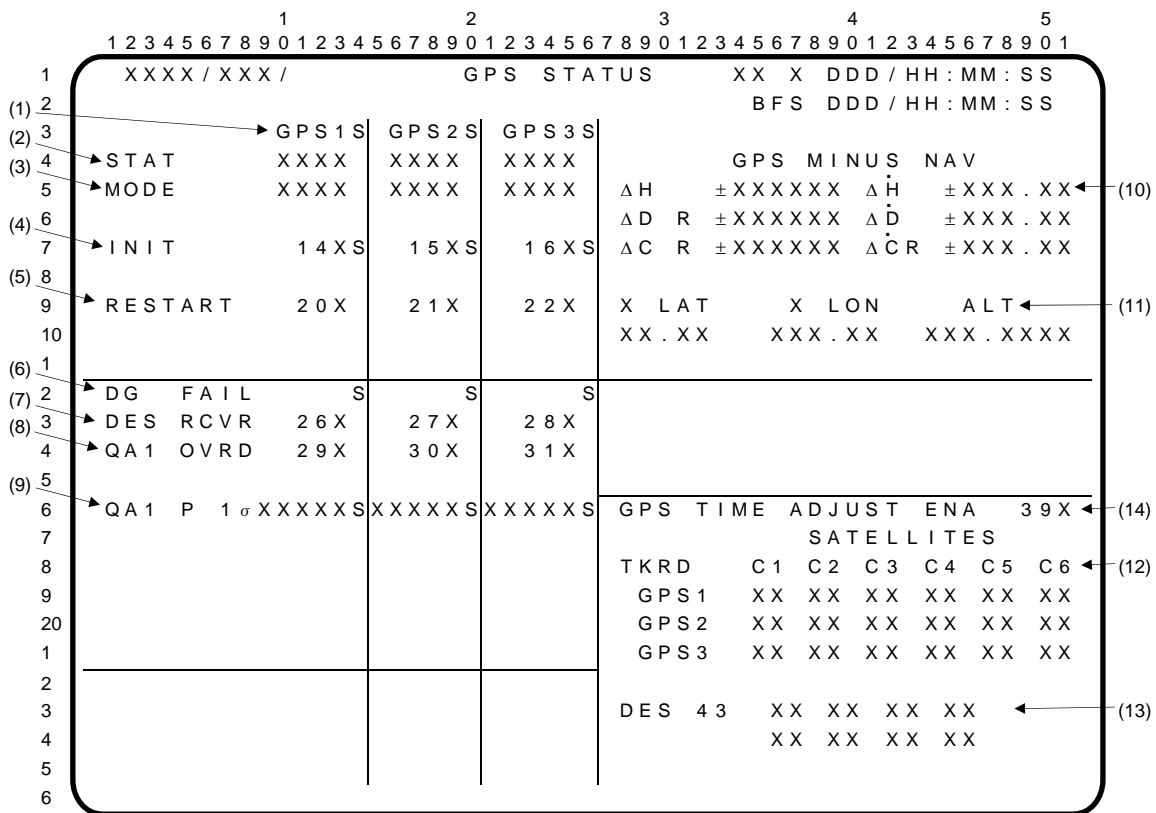 1 2 3 4 5
1 2 3 4 5 6 7 8 9 0 1 2 3 4 5 6 7 8 9 0 1 2 3 4 5 6 7 8 9 0 1 2 3 4 5 6 7 8 9 0 1 2 3 4 5 6 7 8 9 0 1
1 XXXX/XXX/ GPS STATUS XX X DDD/HH:MM:SS
2 BFS DDD/HH:MM:SS
(1) 3 GPS1S GPS2S GPS3S
(2) 4 STAT XXXX XXXX XXXX GPS MINUS NAV
(3) 5 MODE XXXX XXXX XXXX ΔH ±XXXXXX ΔḢ ±XXX.XX (10)
6 ΔD R ±XXXXXX ΔḊ ±XXX.XX
(4) 7 INIT 14XS 15XS 16XS ΔC R ±XXXXXX ΔĊR ±XXX.XX
8
(5) 9 RESTART 20X 21X 22X X LAT X LON ALT (11)
10 XX.XX XXX.XX XXX.XXXX
1
(6) 2 DG FAIL S S S
(7) 3 DES RCVR 26X 27X 28X
(8) 4 QA1 OVRD 29X 30X 31X
5
(9) 6 QA1 P 1σXXXXXS XXXXXS XXXXXS GPS TIME ADJUST ENA 39X (14)
7 SATELLITES
8 TKRD C1 C2 C3 C4 C5 C6 (12)
9 GPS1 XX XX XX XX XX XX
20 GPS2 XX XX XX XX XX XX
1 GPS3 XX XX XX XX XX XX
2
3 DES 43 XX XX XX XX (13)
4 XX XX XX XX
5
6